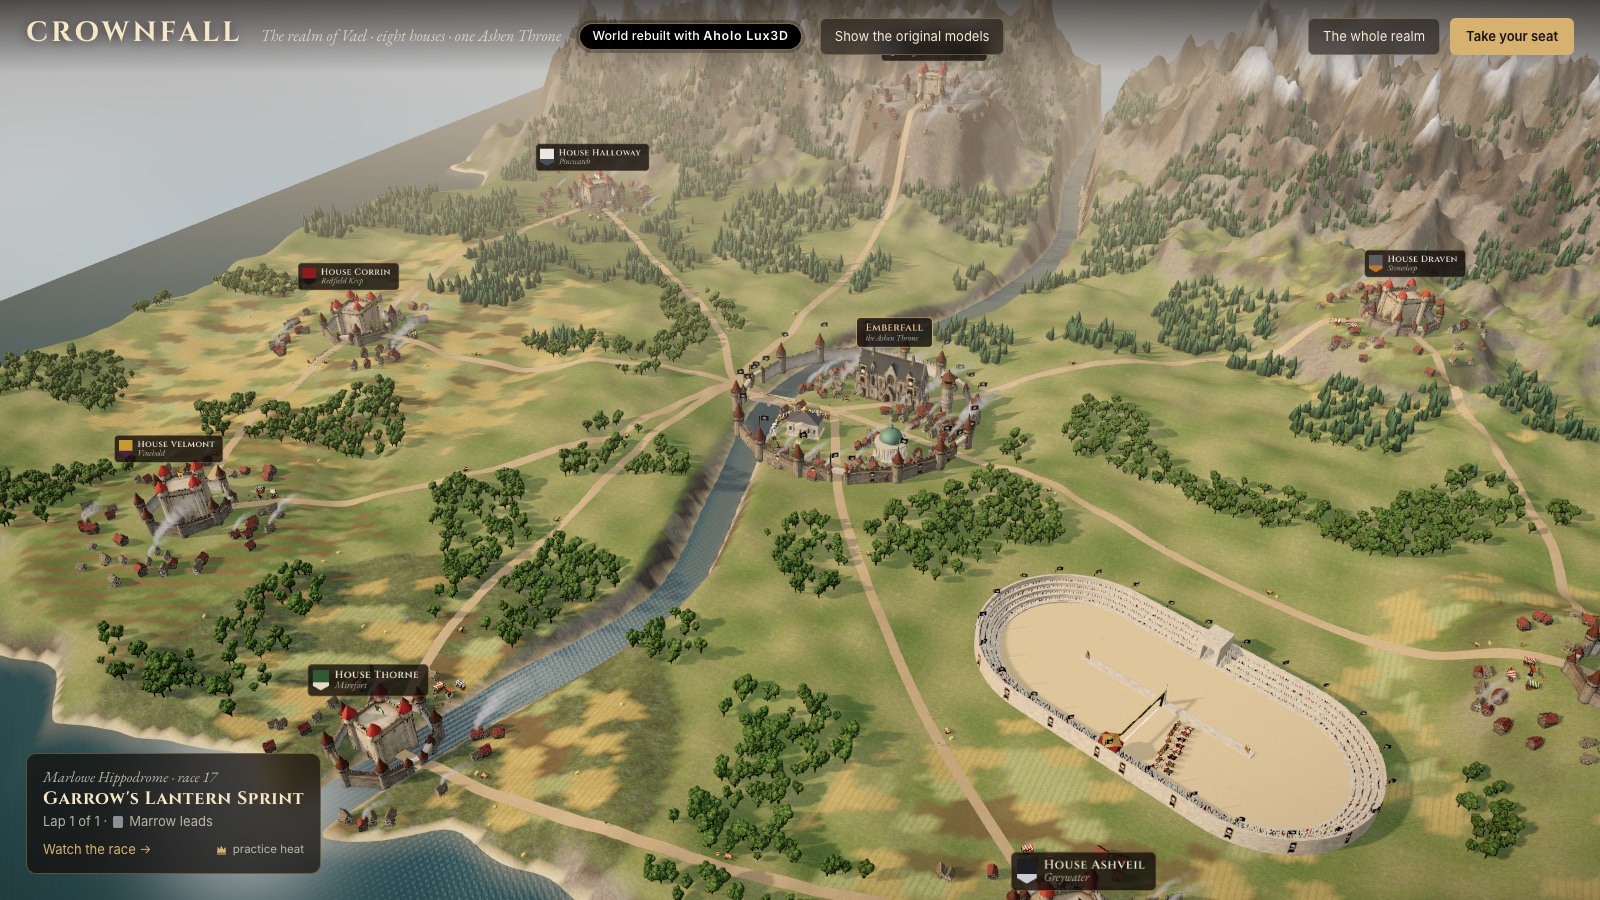 CROWNFALL
The realm of Vael · eight houses · one Ashen Throne
World rebuilt with Aholo Lux3D
Show the original models
The whole realm
Take your seat
House Halloway
Pinewatch
House Corrin
Redfield Keep
House Draven
Stonedeep
Emberfall
the Ashen Throne
House Velmont
Vinehold
House Thorne
Mirefort
Marlowe Hippodrome · race 17
Garrow's Lantern Sprint
Lap 1 of 1 · Marrow leads
Watch the race →
practice heat
House Ashveil
Greywater